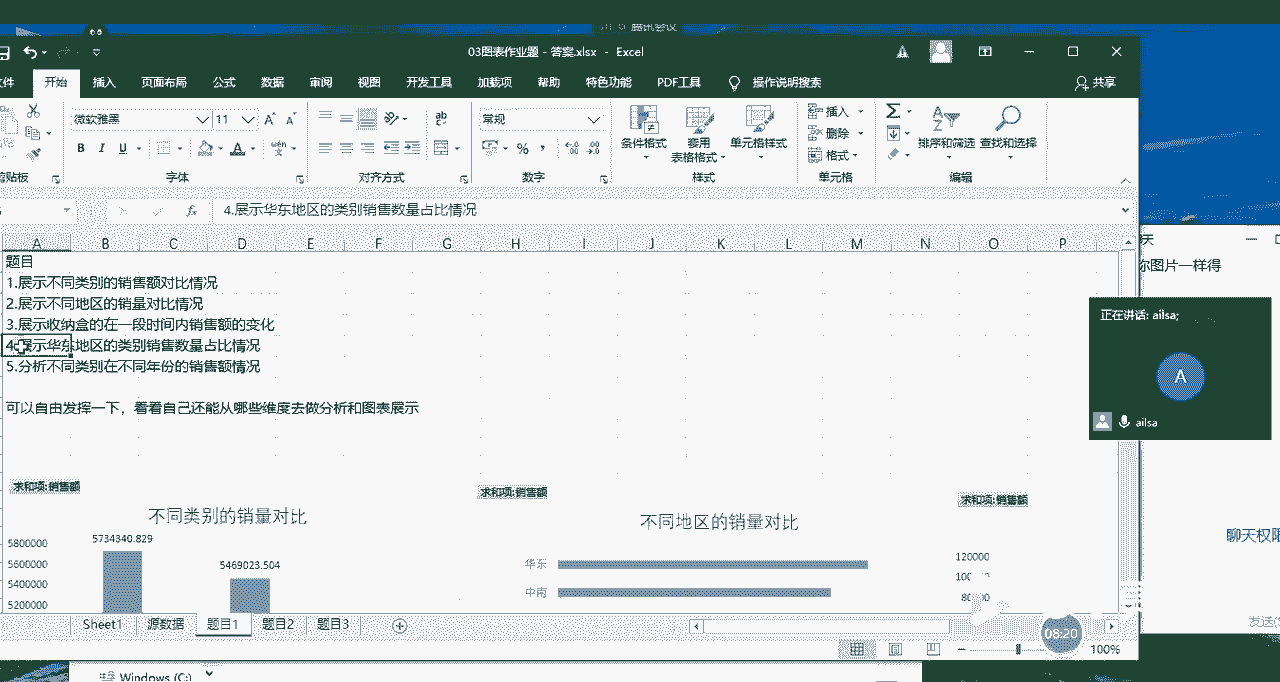 腾讯会议
03图表作业题 - 答案.xlsx - Excel
件 开始 插入 页面布局 公式 数据 审阅 视图 开发工具 加载项 帮助 特色功能 PDF工具 操作说明搜索 共享
微软雅黑 11 常规
条件格式 套用表格格式 单元格样式
插入
删除
格式
排序和筛选 查找和选择
剪贴板 字体 对齐方式 数字 样式 单元格 编辑
4.展示华东地区的类别销售数量占比情况
A B C D E F G H I J K L M N O P
题目
1.展示不同类别的销售额对比情况
2.展示不同地区的销量对比情况
3.展示收纳盒的在一段时间内销售额的变化
4.展示华东地区的类别销售数量占比情况
5.分析不同类别在不同年份的销售额情况
可以自由发挥一下，看看自己还能从哪些维度去做分析和图表展示
求和项:销售额 求和项:销售额 求和项:销售额
不同类别的销量对比
5800000
5600000
5400000
5200000
5734340.829
5469023.504
不同地区的销量对比
华东
中南
120000
Sheet1 源数据 题目1 题目2 题目3
100%
08:20
你图片一样得
正在讲话: ailsa;
A
ailsa
聊天权限
发送(S
Windows (C:)